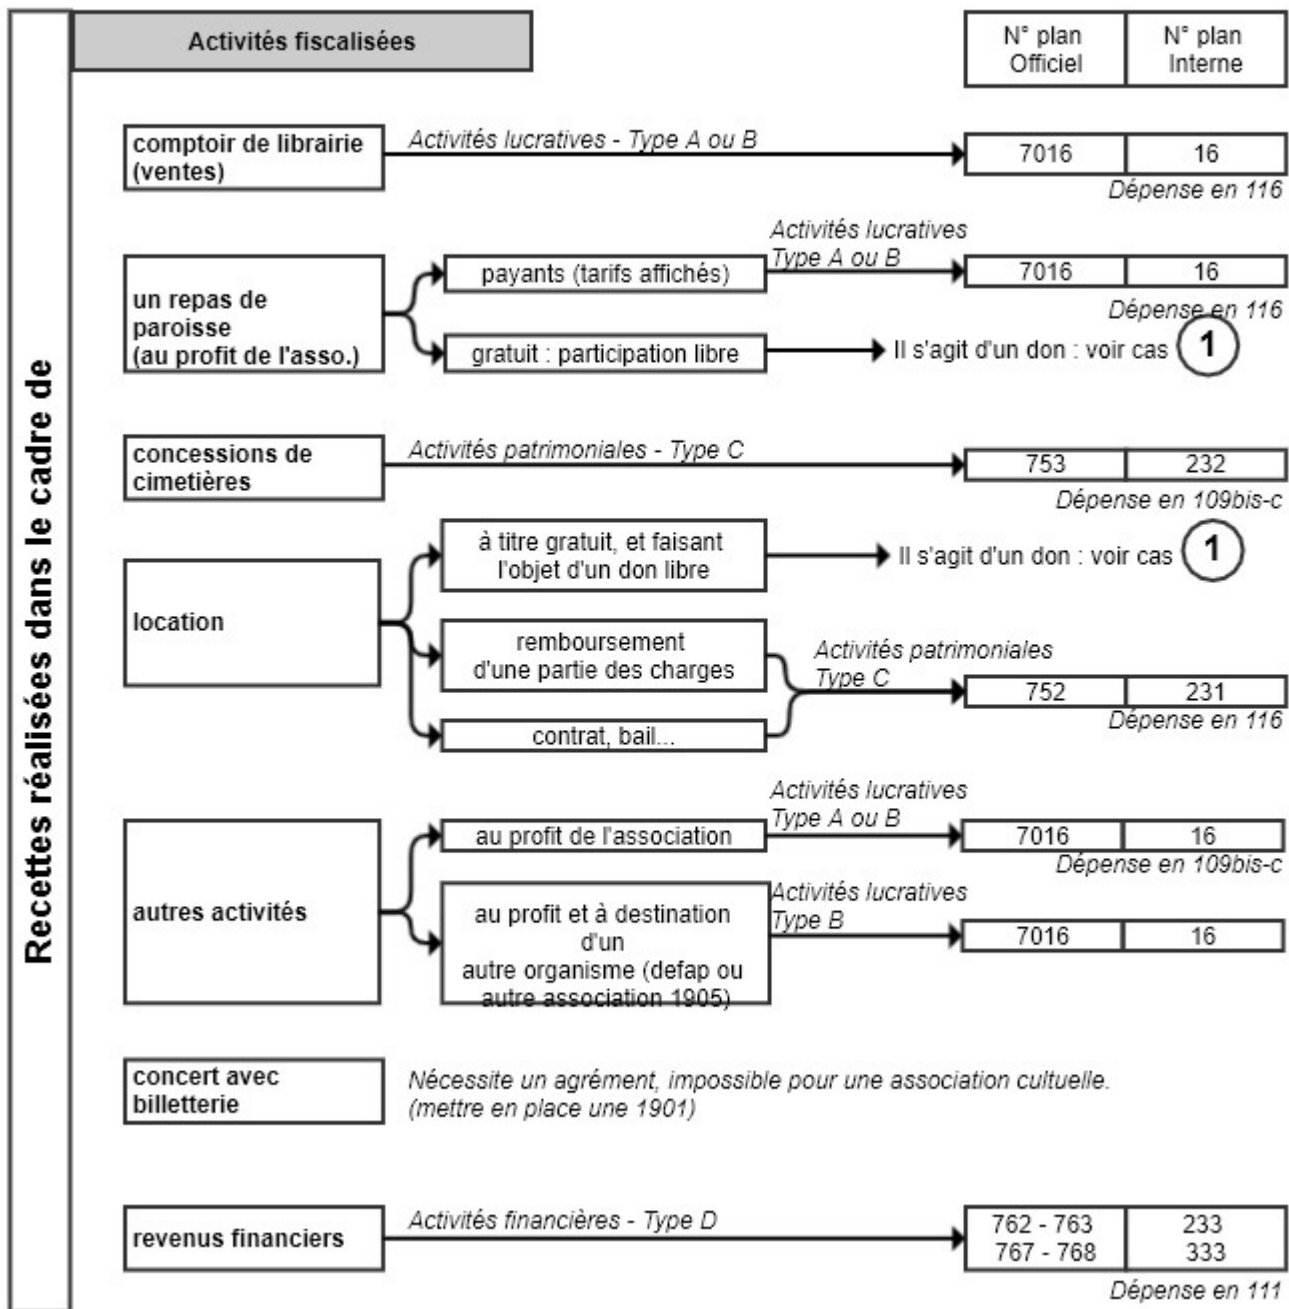 Recettes réalisées dans le cadre de
Activités fiscalisées
N° plan
Officiel
N° plan
Interne
comptoir de librairie
(ventes)
Activités lucratives - Type A ou B
7016
16
Dépense en 116
un repas de
paroisse
(au profit de l'asso.)
payants (tarifs affichés)
Activités lucratives
Type A ou B
7016
16
Dépense en 116
gratuit : participation libre
Il s'agit d'un don : voir cas
1
concessions de
cimetières
Activités patrimoniales - Type C
753
232
Dépense en 109bis-c
location
à titre gratuit, et faisant
l'objet d'un don libre
Il s'agit d'un don : voir cas
1
remboursement
d'une partie des charges
contrat, bail...
Activités patrimoniales
Type C
752
231
Dépense en 116
autres activités
au profit de l'association
Activités lucratives
Type A ou B
7016
16
Dépense en 109bis-c
au profit et à destination
d'un
autre organisme (defap ou
autre association 1905)
Activités lucratives
Type B
7016
16
concert avec
billetterie
Nécessite un agrément, impossible pour une association cultuelle.
(mettre en place une 1901)
revenus financiers
Activités financières - Type D
762 - 763
767 - 768
233
333
Dépense en 111